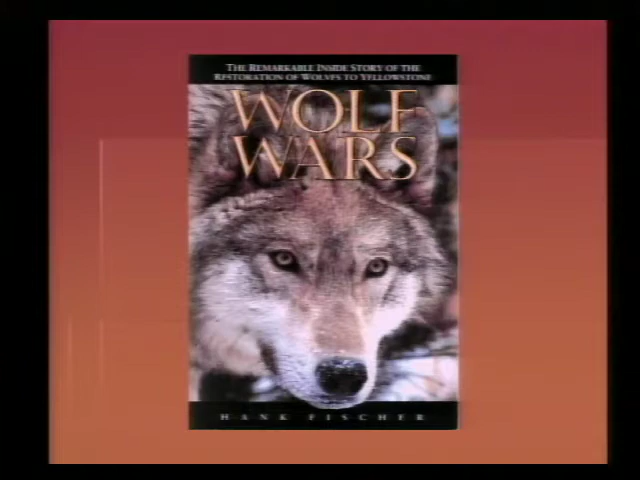 THE REMARKABLE INSIDE STORY OF THE
RESTORATION OF WOLVES TO YELLOWSTONE
WOLF
WARS
HANK FISCHER